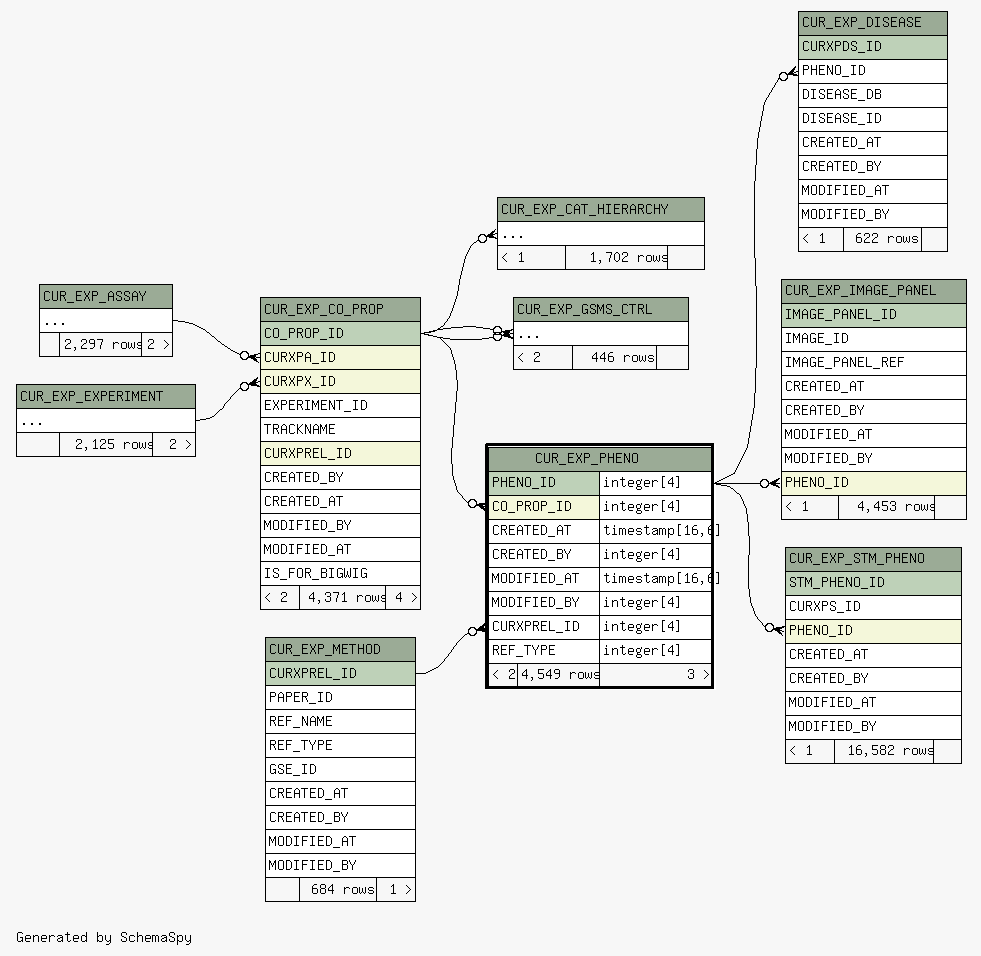 CUR_EXP_DISEASE
CURXPDS_ID
PHENO_ID
DISEASE_DB
DISEASE_ID
CREATED_AT
CREATED_BY
MODIFIED_AT
MODIFIED_BY
< 1 622 rows
CUR_EXP_CAT_HIERARCHY
...
< 1 1,702 rows
CUR_EXP_ASSAY
...
2,297 rows 2 >
CUR_EXP_EXPERIMENT
...
2,125 rows 2 >
CUR_EXP_CO_PROP
CO_PROP_ID
CURXPA_ID
CURXPX_ID
EXPERIMENT_ID
TRACKNAME
CURXPREL_ID
CREATED_BY
CREATED_AT
MODIFIED_BY
MODIFIED_AT
IS_FOR_BIGWIG
< 2 4,371 rows 4 >
CUR_EXP_GSMS_CTRL
...
< 2 446 rows
CUR_EXP_IMAGE_PANEL
IMAGE_PANEL_ID
IMAGE_ID
IMAGE_PANEL_REF
CREATED_AT
CREATED_BY
MODIFIED_AT
MODIFIED_BY
PHENO_ID
< 1 4,453 rows
CUR_EXP_PHENO
PHENO_ID integer[4]
CO_PROP_ID integer[4]
CREATED_AT timestamp[16,6]
CREATED_BY integer[4]
MODIFIED_AT timestamp[16,6]
MODIFIED_BY integer[4]
CURXPREL_ID integer[4]
REF_TYPE integer[4]
< 2 4,549 rows 3 >
CUR_EXP_STM_PHENO
STM_PHENO_ID
CURXPS_ID
PHENO_ID
CREATED_AT
CREATED_BY
MODIFIED_AT
MODIFIED_BY
< 1 16,582 rows
CUR_EXP_METHOD
CURXPREL_ID
PAPER_ID
REF_NAME
REF_TYPE
GSE_ID
CREATED_AT
CREATED_BY
MODIFIED_AT
MODIFIED_BY
684 rows 1 >
Generated by SchemaSpy